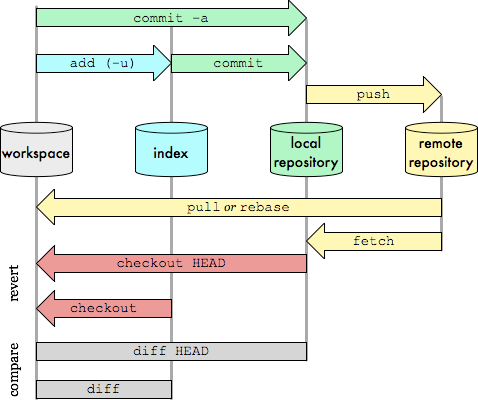 commit -a
add (-u)
commit
push
workspace
index
local
repository
remote
repository
pull or rebase
fetch
revert
checkout HEAD
checkout
compare
diff HEAD
diff